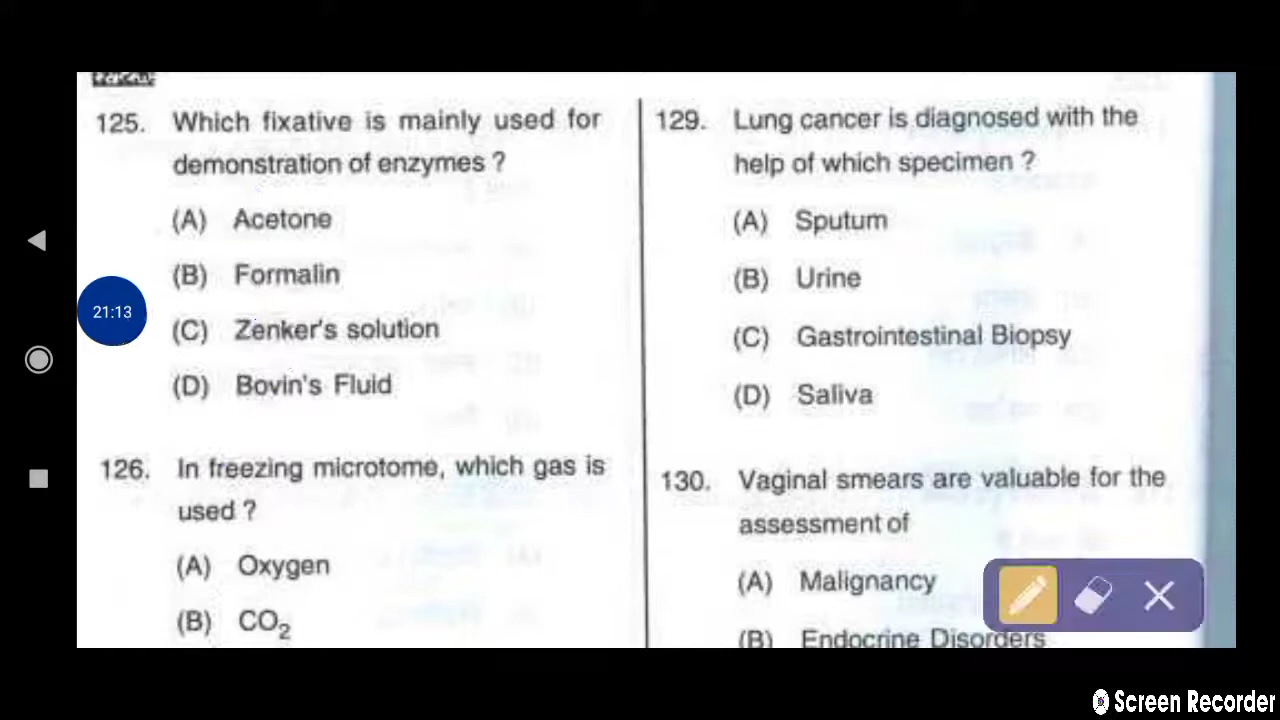 125. Which fixative is mainly used for
demonstration of enzymes ?
(A) Acetone
(B) Formalin
(C) Zenker's solution
(D) Bovin's Fluid
126. In freezing microtome, which gas is
used ?
(A) Oxygen
(B) CO2
129. Lung cancer is diagnosed with the
help of which specimen ?
(A) Sputum
(B) Urine
(C) Gastrointestinal Biopsy
(D) Saliva
130. Vaginal smears are valuable for the
assessment of
(A) Malignancy
(B) Endocrine Disorders
21:13
Screen Recorder